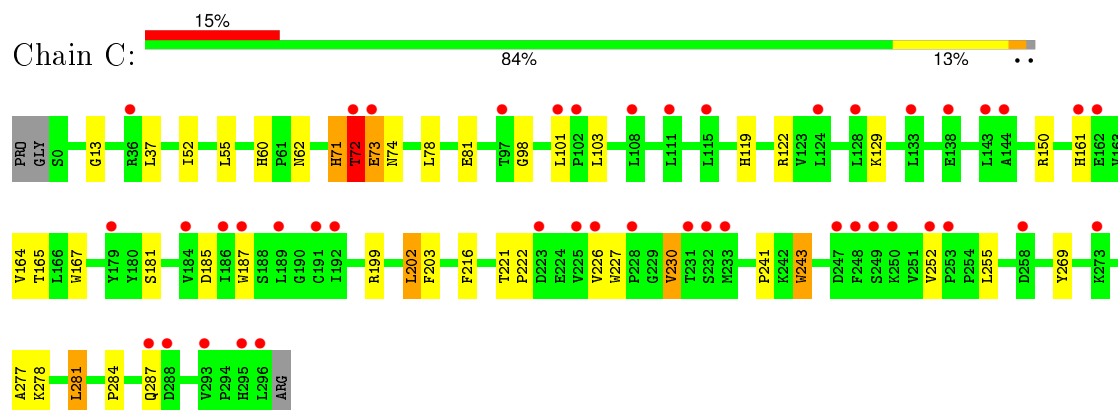 15%
Chain C:
84% 13% • •
PRO GLY S0 G13 R36 L37 I52 L55 H60 P61 N62 H71 T72 E73 N74 L78 E81 T97 G98 L101 P102 L103 L108 L111 L115 H119 R122 V123 L124 L128 K129 L133 E138 L143 A144 R150 H161 E162 V163
V164 T165 L166 W167 Y179 Y180 S181 V184 D185 I186 W187 S188 L189 G190 C191 I192 R199 L202 F203 F216 T221 P222 D223 E224 V225 V226 W227 P228 G229 V230 T231 S232 M233 P241 K242 W243 D247 F248 S249 K250 V251 V252 P253 P254 L255 D258 Y269 K273
A277 K278 L281 P284 Q287 D288 V293 P294 H295 L296 ARG